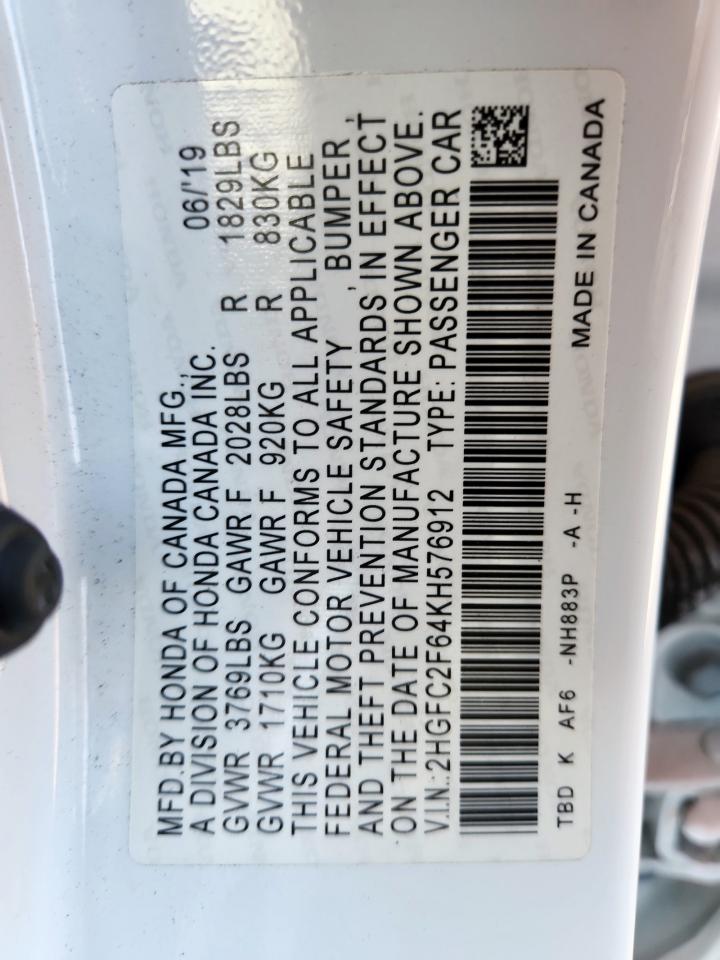 MFD.BY HONDA OF CANADA MFG.,
A DIVISION OF HONDA CANADA INC. 06/'19
GVWR 3769LBS GAWR F 2028LBS R 1829LBS
GVWR 1710KG GAWR F 920KG R 830KG
THIS VEHICLE CONFORMS TO ALL APPLICABLE
FEDERAL MOTOR VEHICLE SAFETY , BUMPER ,
AND THEFT PREVENTION STANDARDS IN EFFECT
ON THE DATE OF MANUFACTURE SHOWN ABOVE.
V.I.N.:2HGFC2F64KH576912 TYPE: PASSENGER CAR
TBD K AF6 -NH883P -A -H
MADE IN CANADA